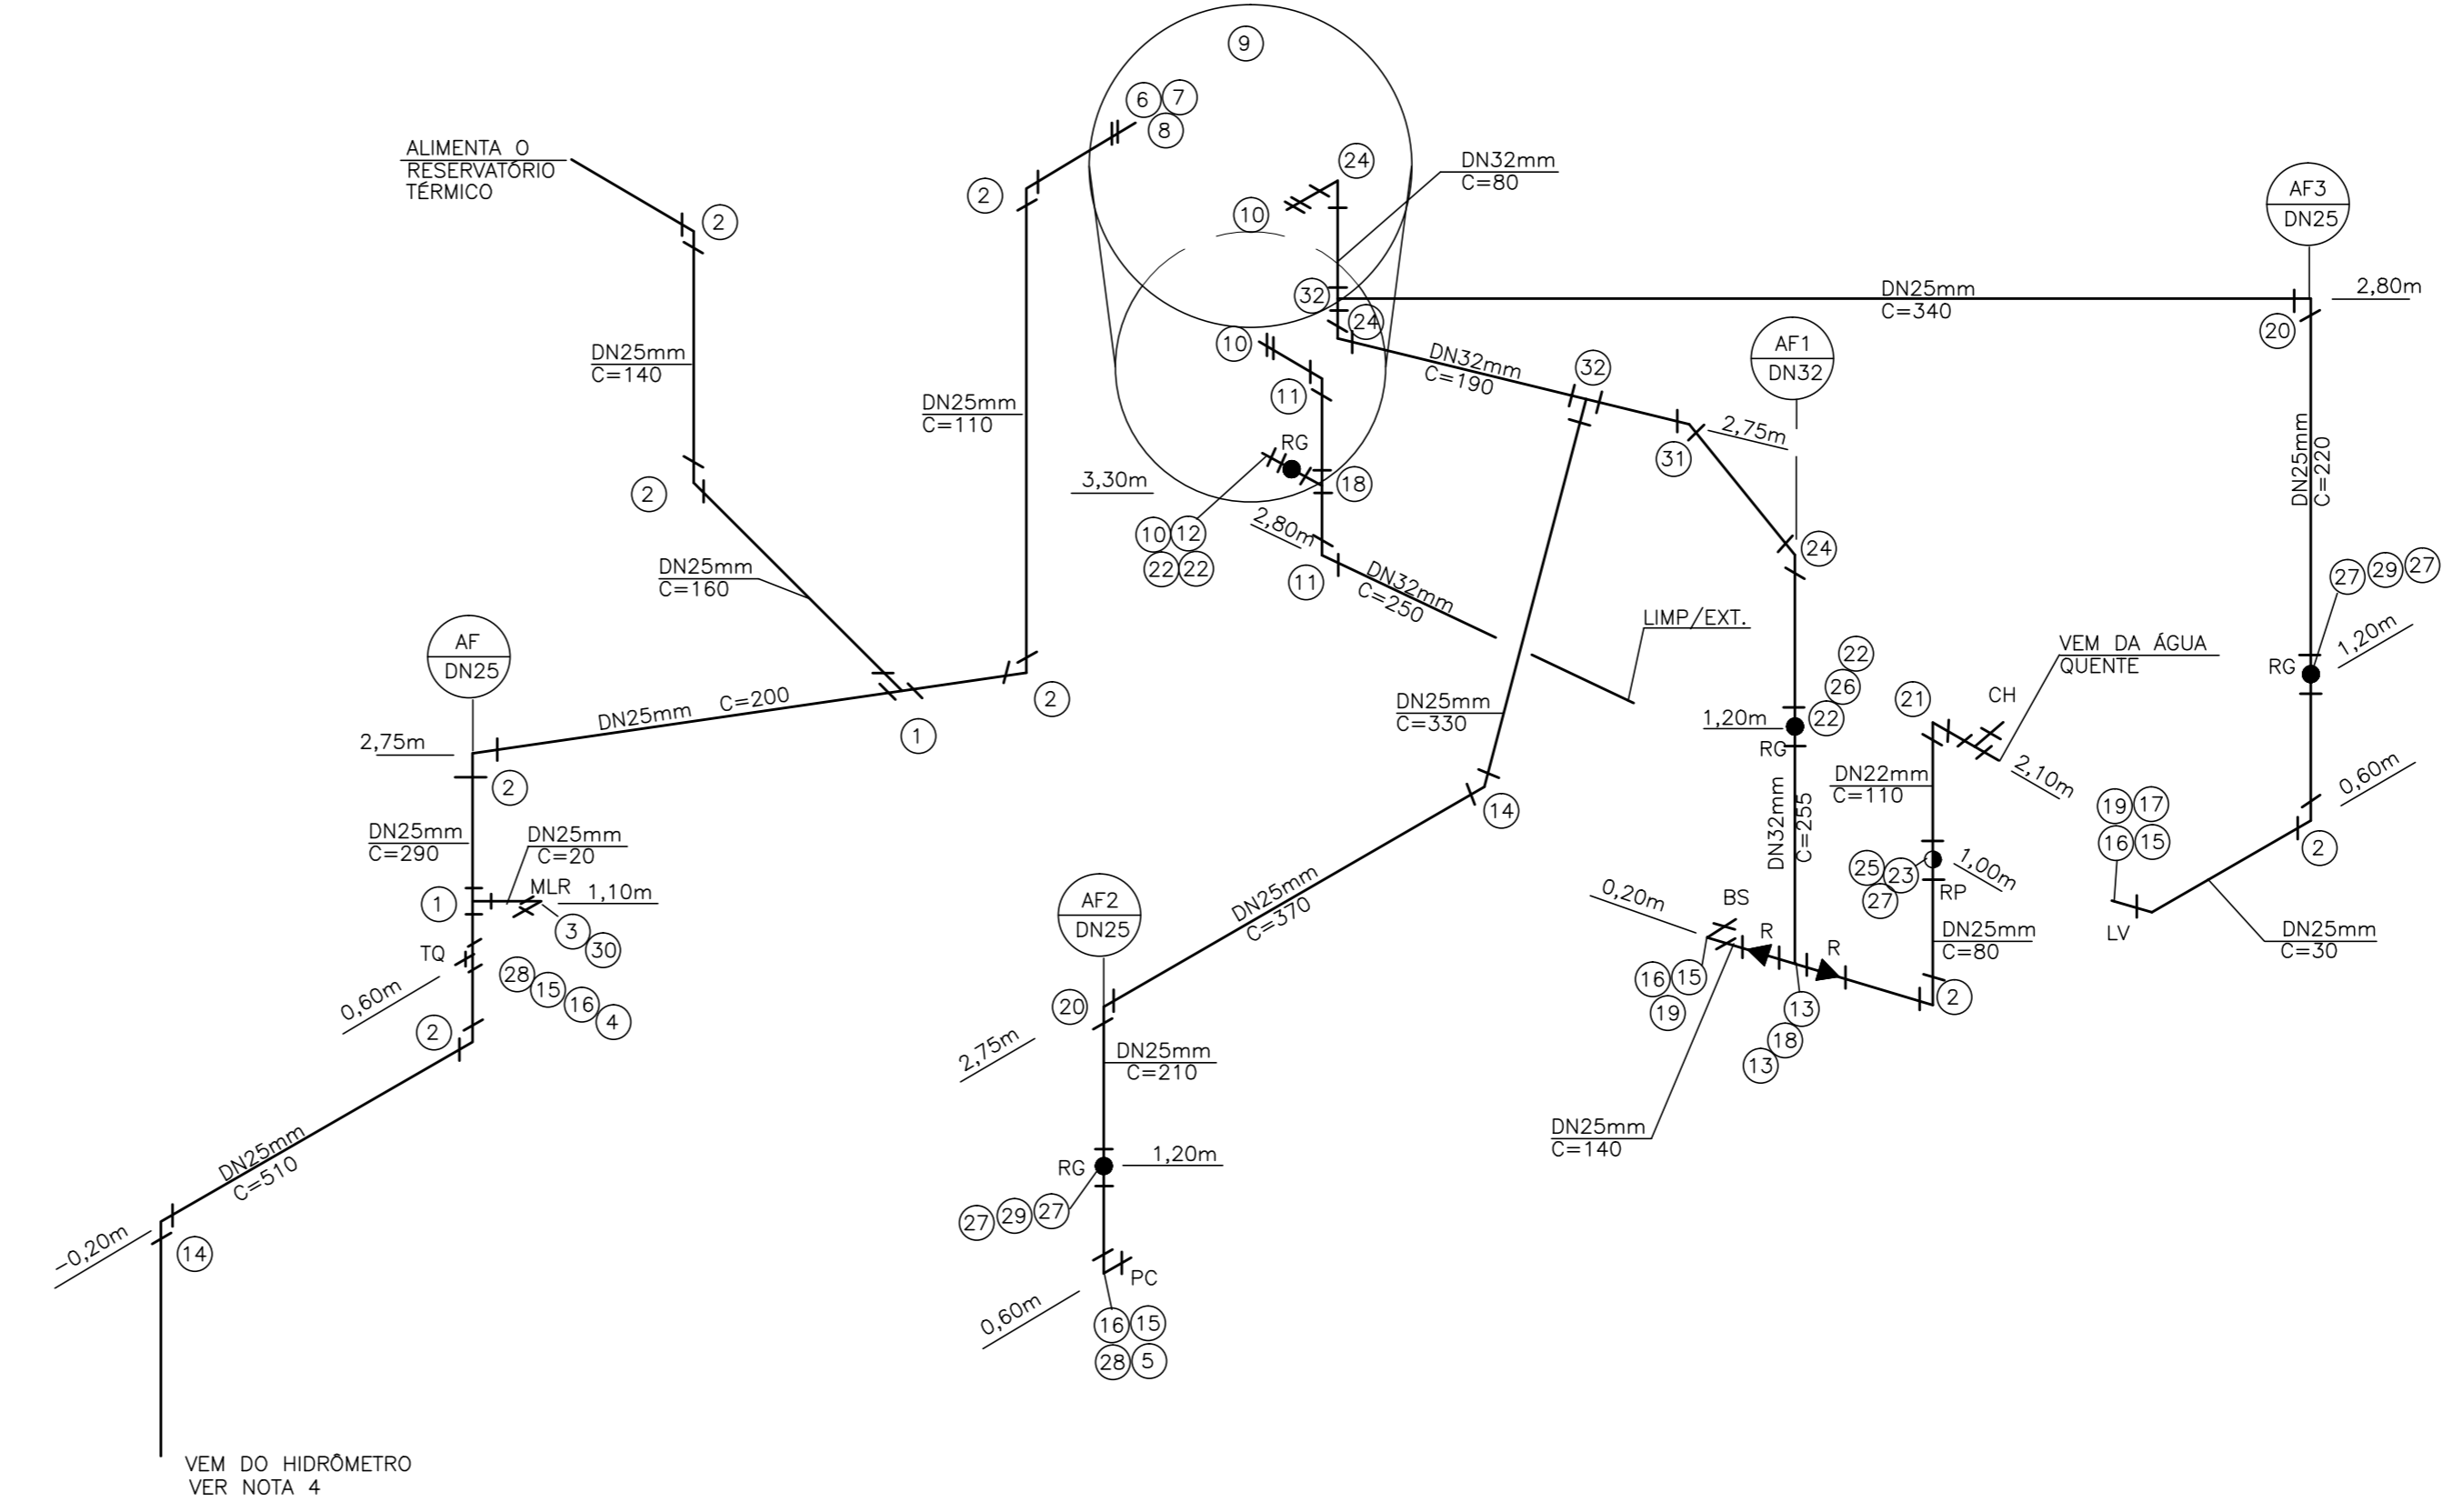 9
6 7
8
ALIMENTA O
RESERVATÓRIO
TÉRMICO
2
2
24
DN32mm
C=80
10
AF3
DN25
32
24
DN25mm
C=340
2,80m
20
DN25mm
C=140
2
DN25mm
C=110
10
11
RG
3,30m
18
10 12
22 22
2,80m
11
DN32mm
C=250
LIMP/EXT.
DN32mm
C=190
32
31
2,75m
AF1
DN32
24
DN25mm
C=220
27 29 27
1,20m
RG
0,60m
2
DN25mm
C=30
19 17
16 15
LV
DN25mm
C=160
AF
DN25
DN25mm C=200
1
2
2,75m
2
DN25mm
C=290
DN25mm
C=20
MLR 1,10m
1
3
30
TQ
28
15
16
4
0,60m
2
DN25mm
C=510
-0,20m
14
VEM DO HIDRÔMETRO
VER NOTA 4
DN25mm
C=330
14
DN25mm
C=370
AF2
DN25
20
2,75m
DN25mm
C=210
RG 1,20m
27 29 27
PC
0,60m
16 15
28 5
22
26
22
1,20m
RG
DN32mm
C=255
0,20m
BS
R
R
16 15
19
13
18
13
DN25mm
C=140
2
DN25mm
C=80
RP
1,00m
25 23
27
DN22mm
C=110
21
CH
VEM DA ÁGUA
QUENTE
2,10m